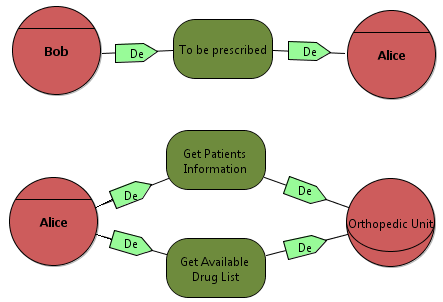 Bob
De
To be prescribed
De
Alice
Get Patients
Information
De
De
Alice
Orthopedic Unit
De
De
Get Available
Drug List